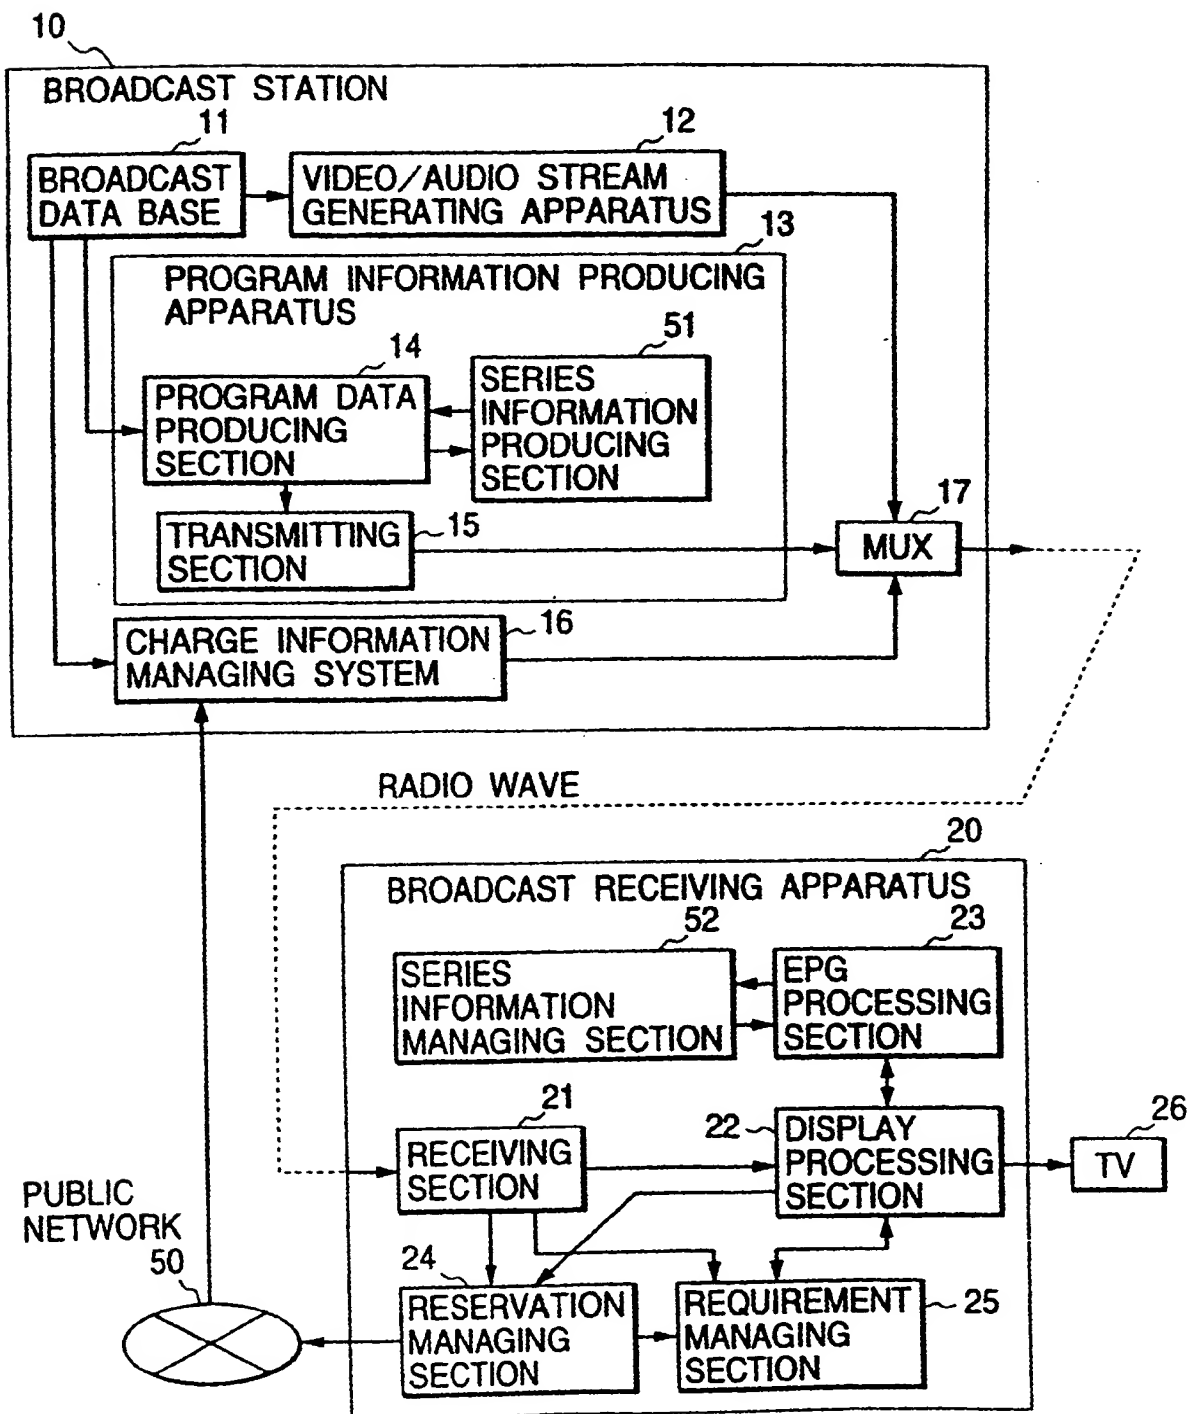 10
BROADCAST STATION
11
12
BROADCAST
DATA BASE
VIDEO/AUDIO STREAM
GENERATING APPARATUS
13
PROGRAM INFORMATION PRODUCING
APPARATUS
51
14
PROGRAM DATA
PRODUCING
SECTION
SERIES
INFORMATION
PRODUCING
SECTION
17
TRANSMITTING
SECTION
15
MUX
16
CHARGE INFORMATION
MANAGING SYSTEM
RADIO WAVE
20
BROADCAST RECEIVING APPARATUS
52
23
SERIES
INFORMATION
MANAGING SECTION
EPG
PROCESSING
SECTION
21
22
26
RECEIVING
SECTION
DISPLAY
PROCESSING
SECTION
TV
PUBLIC
NETWORK
50
24
RESERVATION
MANAGING
SECTION
REQUIREMENT
MANAGING
SECTION
25